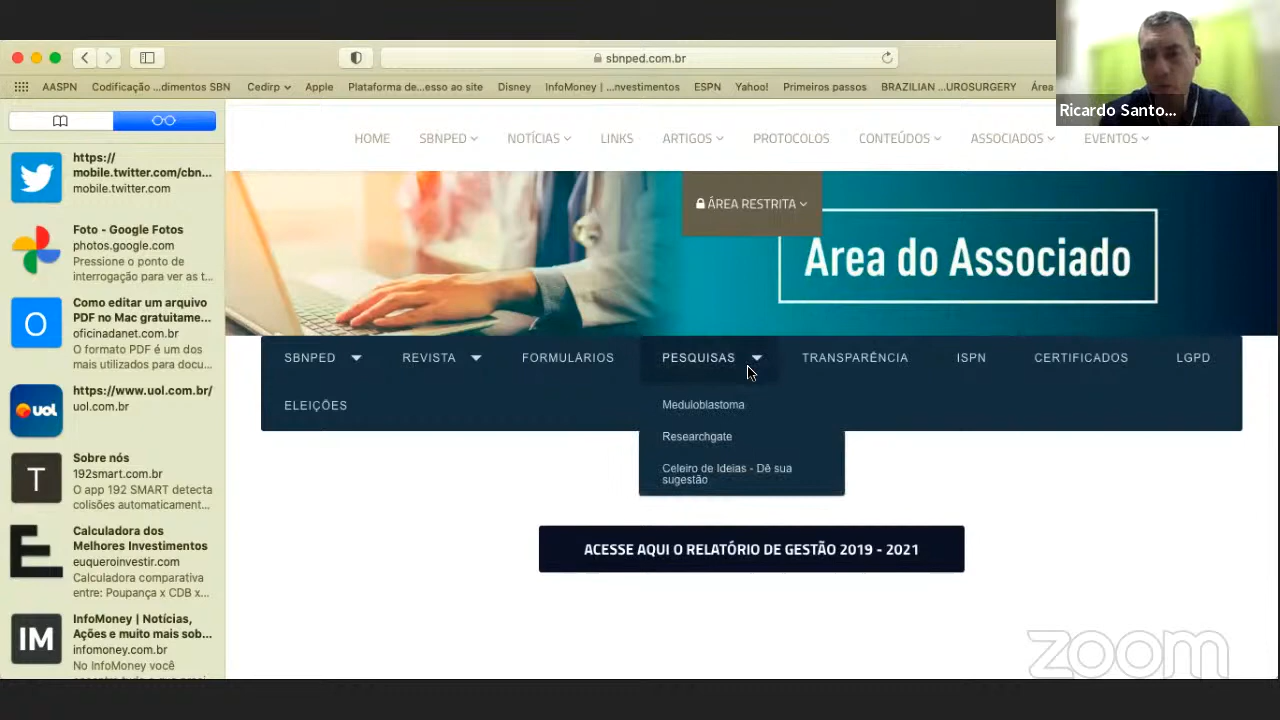 sbnped.com.br
AASPN
Codificação ...dimentos SBN
Cedirp
Apple
Plataforma de...esso ao site
Disney
InfoMoney | ...nvestimentos
ESPN
Yahoo!
Primeiros passos
BRAZILIAN ...UROSURGERY
Área
Ricardo Santo...
https://
mobile.twitter.com/cbn...
mobile.twitter.com
Foto - Google Fotos
photos.google.com
Pressione o ponto de
interrogação para ver as t...
O
Como editar um arquivo
PDF no Mac gratuitame...
oficinadanet.com.br
O formato PDF é um dos
mais utilizados para docu...
uol
https://www.uol.com.br/
uol.com.br
T
Sobre nós
192smart.com.br
O app 192 SMART detecta
colisões automaticament...
E
Calculadora dos
Melhores Investimentos
euqueroinvestir.com
Calculadora comparativa
entre: Poupança x CDB x...
IM
InfoMoney | Notícias,
Ações e muito mais sob...
infomoney.com.br
No InfoMoney você
HOME
SBNPED
NOTÍCIAS
LINKS
ARTIGOS
PROTOCOLOS
CONTEÚDOS
ASSOCIADOS
EVENTOS
ÁREA RESTRITA
Area do Associado
SBNPED
REVISTA
FORMULÁRIOS
PESQUISAS
TRANSPARÊNCIA
ISPN
CERTIFICADOS
LGPD
ELEIÇÕES
Meduloblastoma
Researchgate
Celeiro de Ideias - Dê sua
sugestão
ACESSE AQUI O RELATÓRIO DE GESTÃO 2019 - 2021
zoom